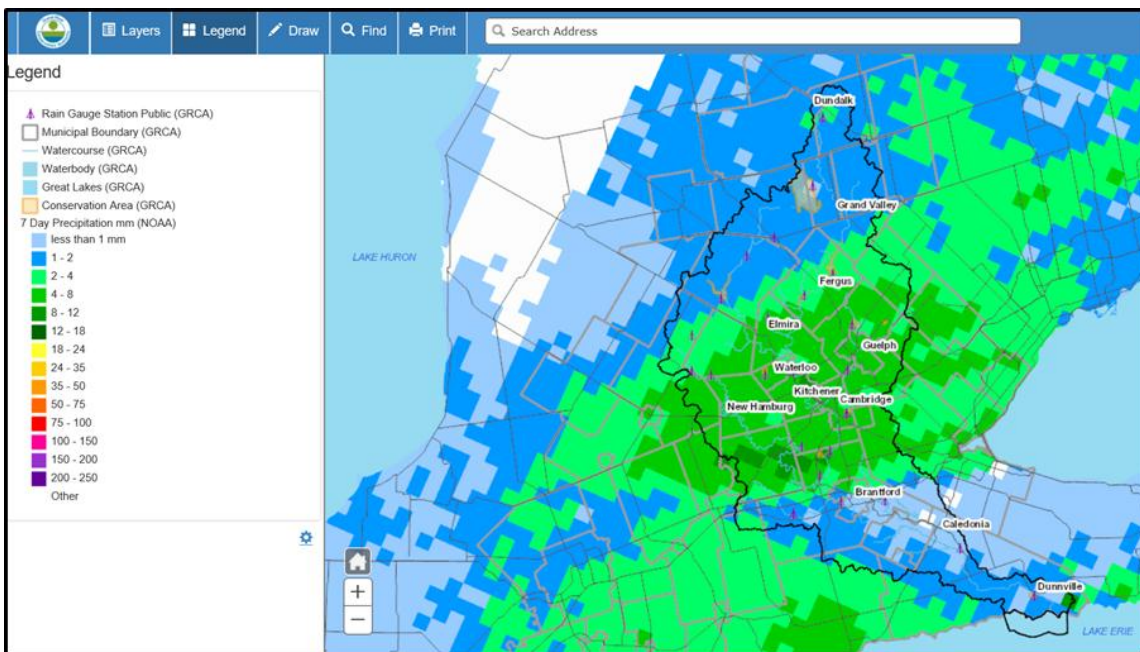 Layers
Legend
Draw
Find
Print
Search Address
Legend
Rain Gauge Station Public (GRCA)
Municipal Boundary (GRCA)
Watercourse (GRCA)
Waterbody (GRCA)
Great Lakes (GRCA)
Conservation Area (GRCA)
7 Day Precipitation mm (NOAA)
less than 1 mm
1 - 2
2 - 4
4 - 8
8 - 12
12 - 18
18 - 24
24 - 35
35 - 50
50 - 75
75 - 100
100 - 150
150 - 200
200 - 250
Other
Dundalk
Grand Valley
LAKE HURON
Fergus
Elmira
Guelph
Waterloo
Kitchener
Cambridge
New Hamburg
Brantford
Caledonia
Dunnville
LAKE ERIE
+
−